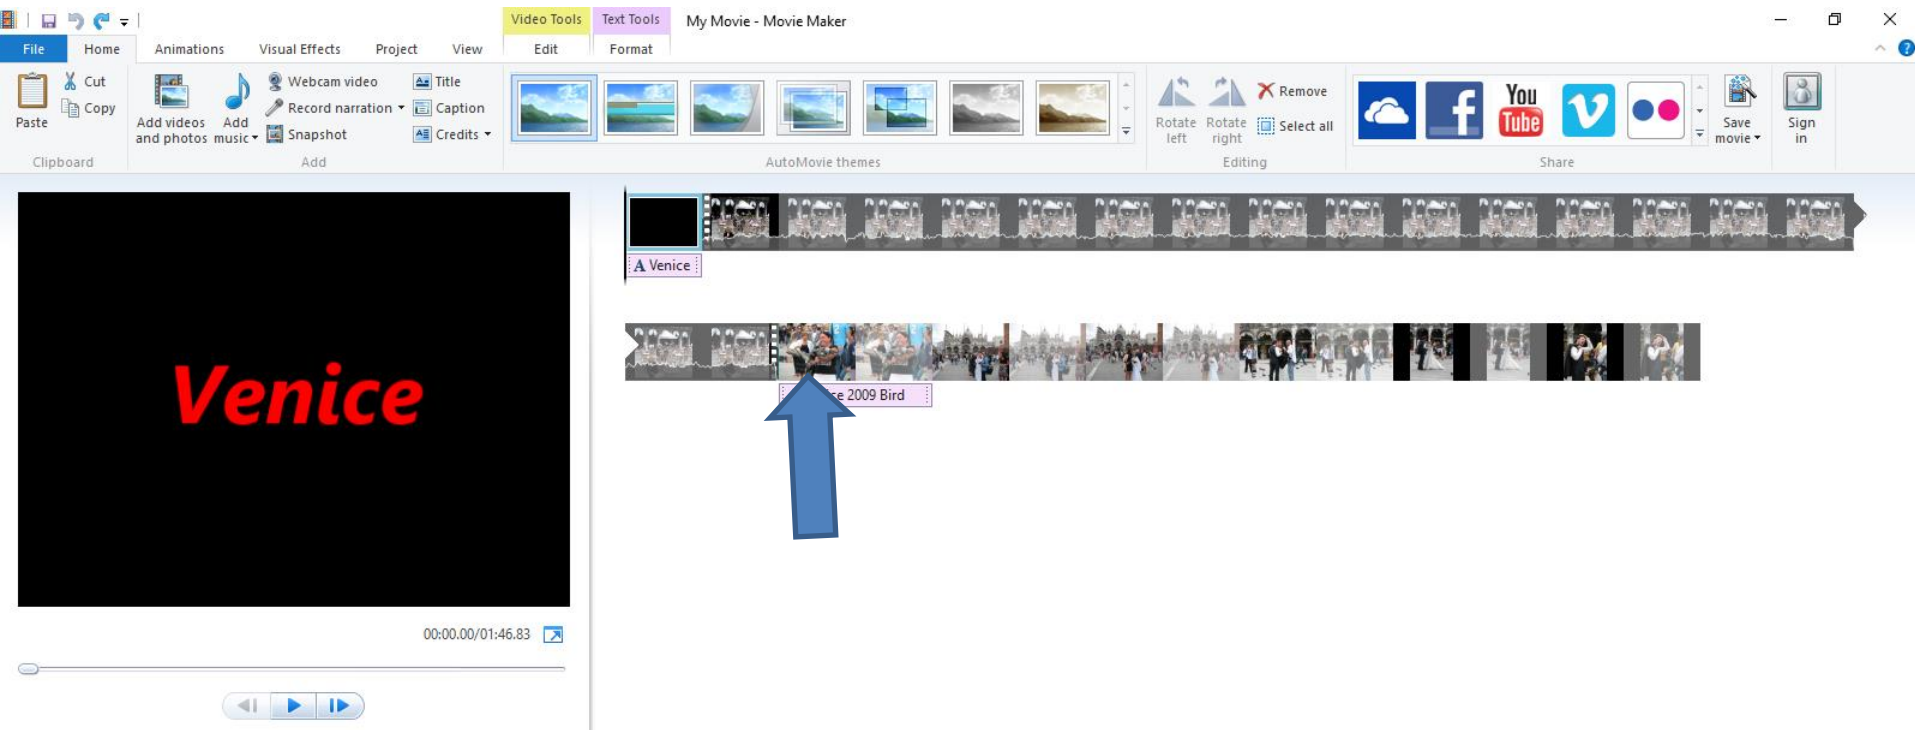 Video Tools Text Tools My Movie - Movie Maker
File Home Animations Visual Effects Project View Edit Format
Paste
Cut
Copy
Clipboard
Add videos and photos
Add music
Webcam video
Record narration
Snapshot
Title
Caption
Credits
Add
AutoMovie themes
Rotate left
Rotate right
Remove
Select all
Editing
f
You
Tube
v
Share
Save movie
Sign in
Venice
00:00.00/01:46.83
A Venice
2009 Bird